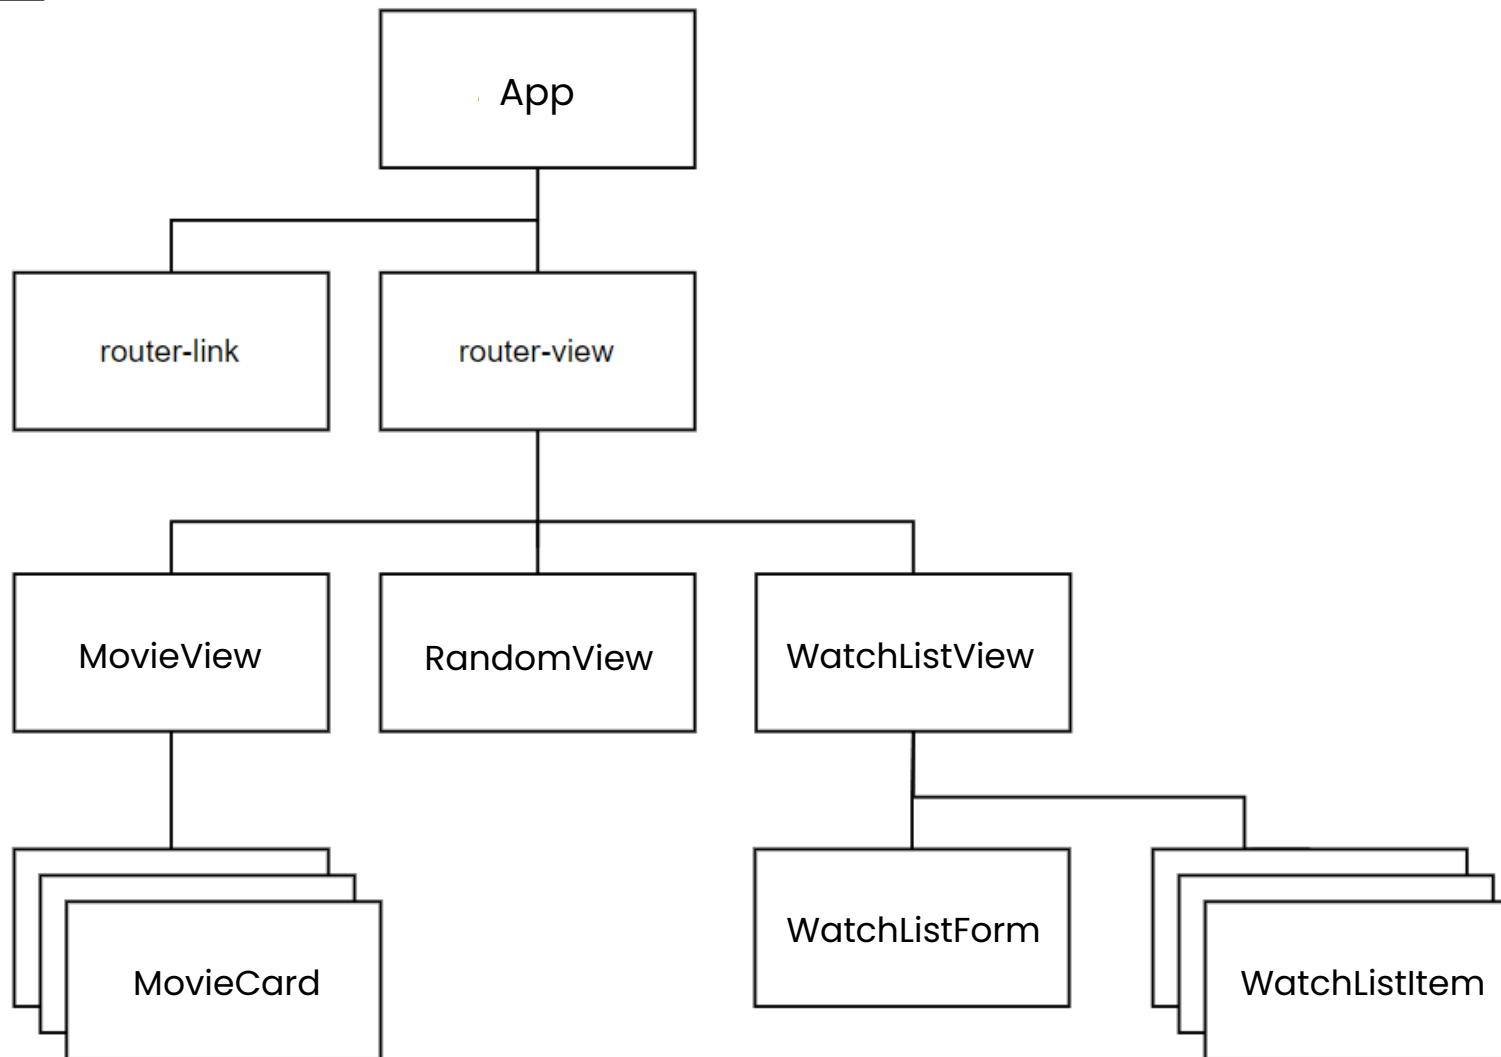 App
router-link
router-view
MovieView
RandomView
WatchListView
WatchListForm
MovieCard
WatchListItem